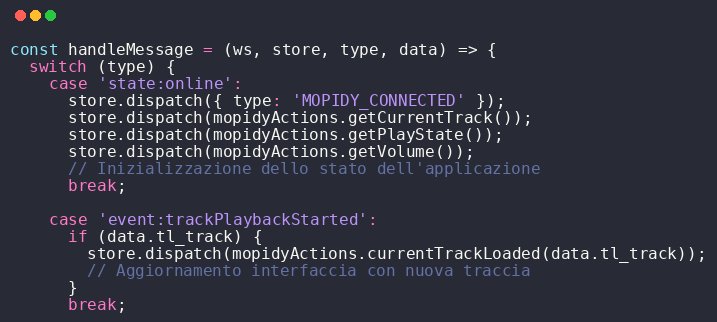 const handleMessage = (ws, store, type, data) => {
  switch (type) {
    case 'state:online':
      store.dispatch({ type: 'MOPIDY_CONNECTED' });
      store.dispatch(mopidyActions.getCurrentTrack());
      store.dispatch(mopidyActions.getPlayState());
      store.dispatch(mopidyActions.getVolume());
      // Inizializzazione dello stato dell'applicazione
      break;

    case 'event:trackPlaybackStarted':
      if (data.tl_track) {
        store.dispatch(mopidyActions.currentTrackLoaded(data.tl_track));
        // Aggiornamento interfaccia con nuova traccia
      }
      break;